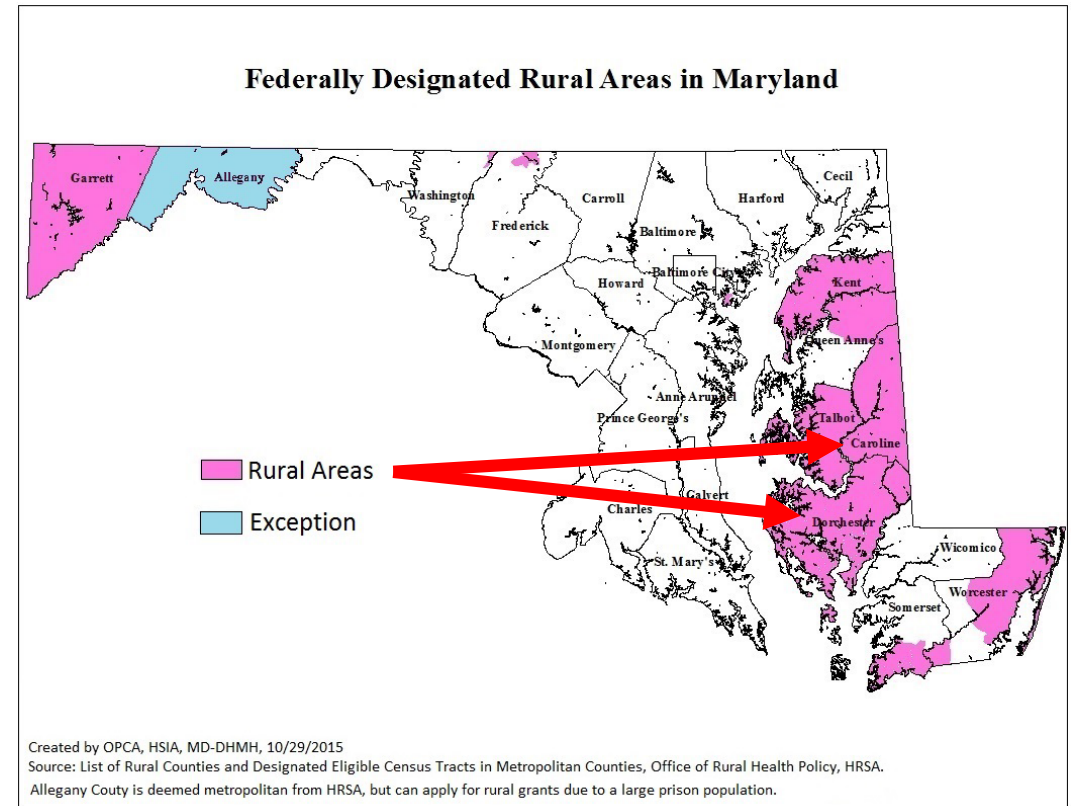 Federally Designated Rural Areas in Maryland
Garrett
Allegany
Washington
Frederick
Carroll
Baltimore
Harford
Cecil
Baltimore City
Howard
Kent
Montgomery
Queen Anne's
Anne Arundel
Prince George's
Talbot
Caroline
Rural Areas
Calvert
Charles
Exception
Dorchester
Wicomico
St. Mary's
Worcester
Somerset
Created by OPCA, HSIA, MD-DHMH, 10/29/2015
Source: List of Rural Counties and Designated Eligible Census Tracts in Metropolitan Counties, Office of Rural Health Policy, HRSA.
Allegany Couty is deemed metropolitan from HRSA, but can apply for rural grants due to a large prison population.